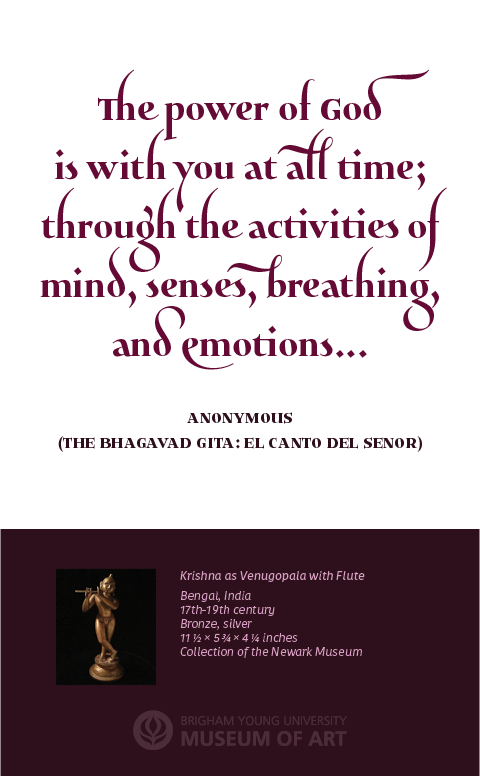 The power of God
is with you at all time;
through the activities of
mind, senses, breathing,
and emotions...
ANONYMOUS
(THE BHAGAVAD GITA: EL CANTO DEL SENOR)
Krishna as Venugopala with Flute
Bengal, India
17th-19th century
Bronze, silver
11 ½ × 5 ¾ × 4 ¼ inches
Collection of the Newark Museum
BRIGHAM YOUNG UNIVERSITY
MUSEUM OF ART